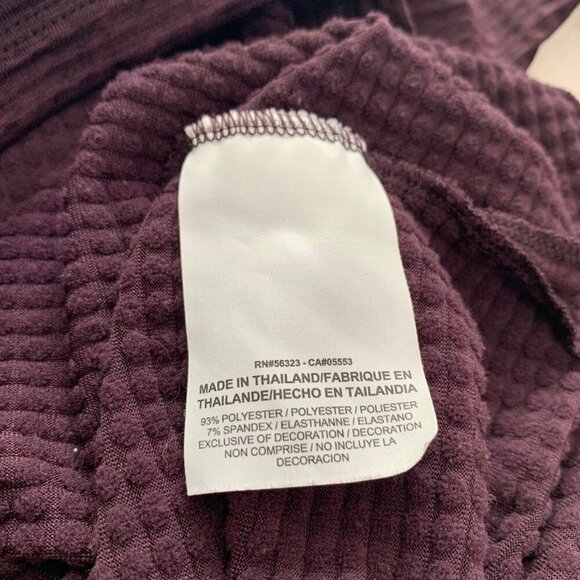 RN#56323 - CA#05553
MADE IN THAILAND/FABRIQUE EN
THAILANDE/HECHO EN TAILANDIA
93% POLYESTER / POLYESTER / POLIESTER
7% SPANDEX / ELASTHANNE / ELASTANO
EXCLUSIVE OF DECORATION / DECORATION
NON COMPRISE / NO INCLUYE LA
DECORACION